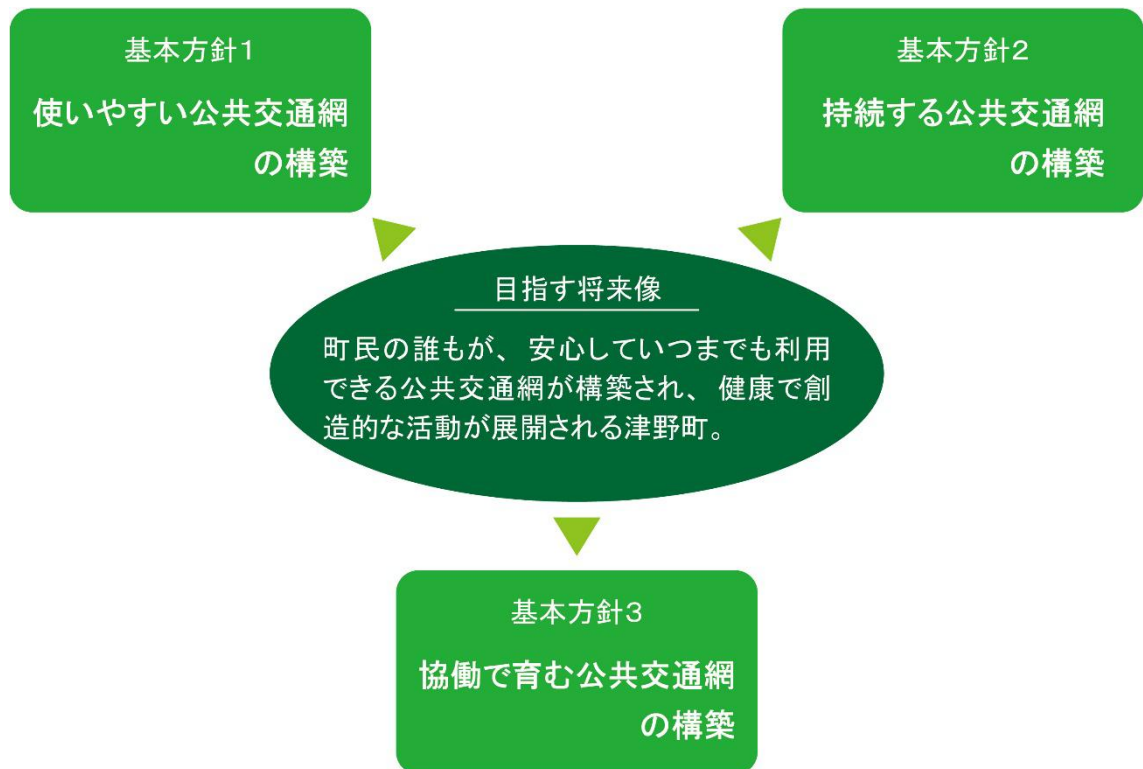 基本方針1
使いやすい公共交通網
の構築
基本方針2
持続する公共交通網
の構築
目指す将来像
町民の誰もが、安心していつまでも利用
できる公共交通網が構築され、健康で創
造的な活動が展開される津野町。
基本方針3
協働で育む公共交通網
の構築